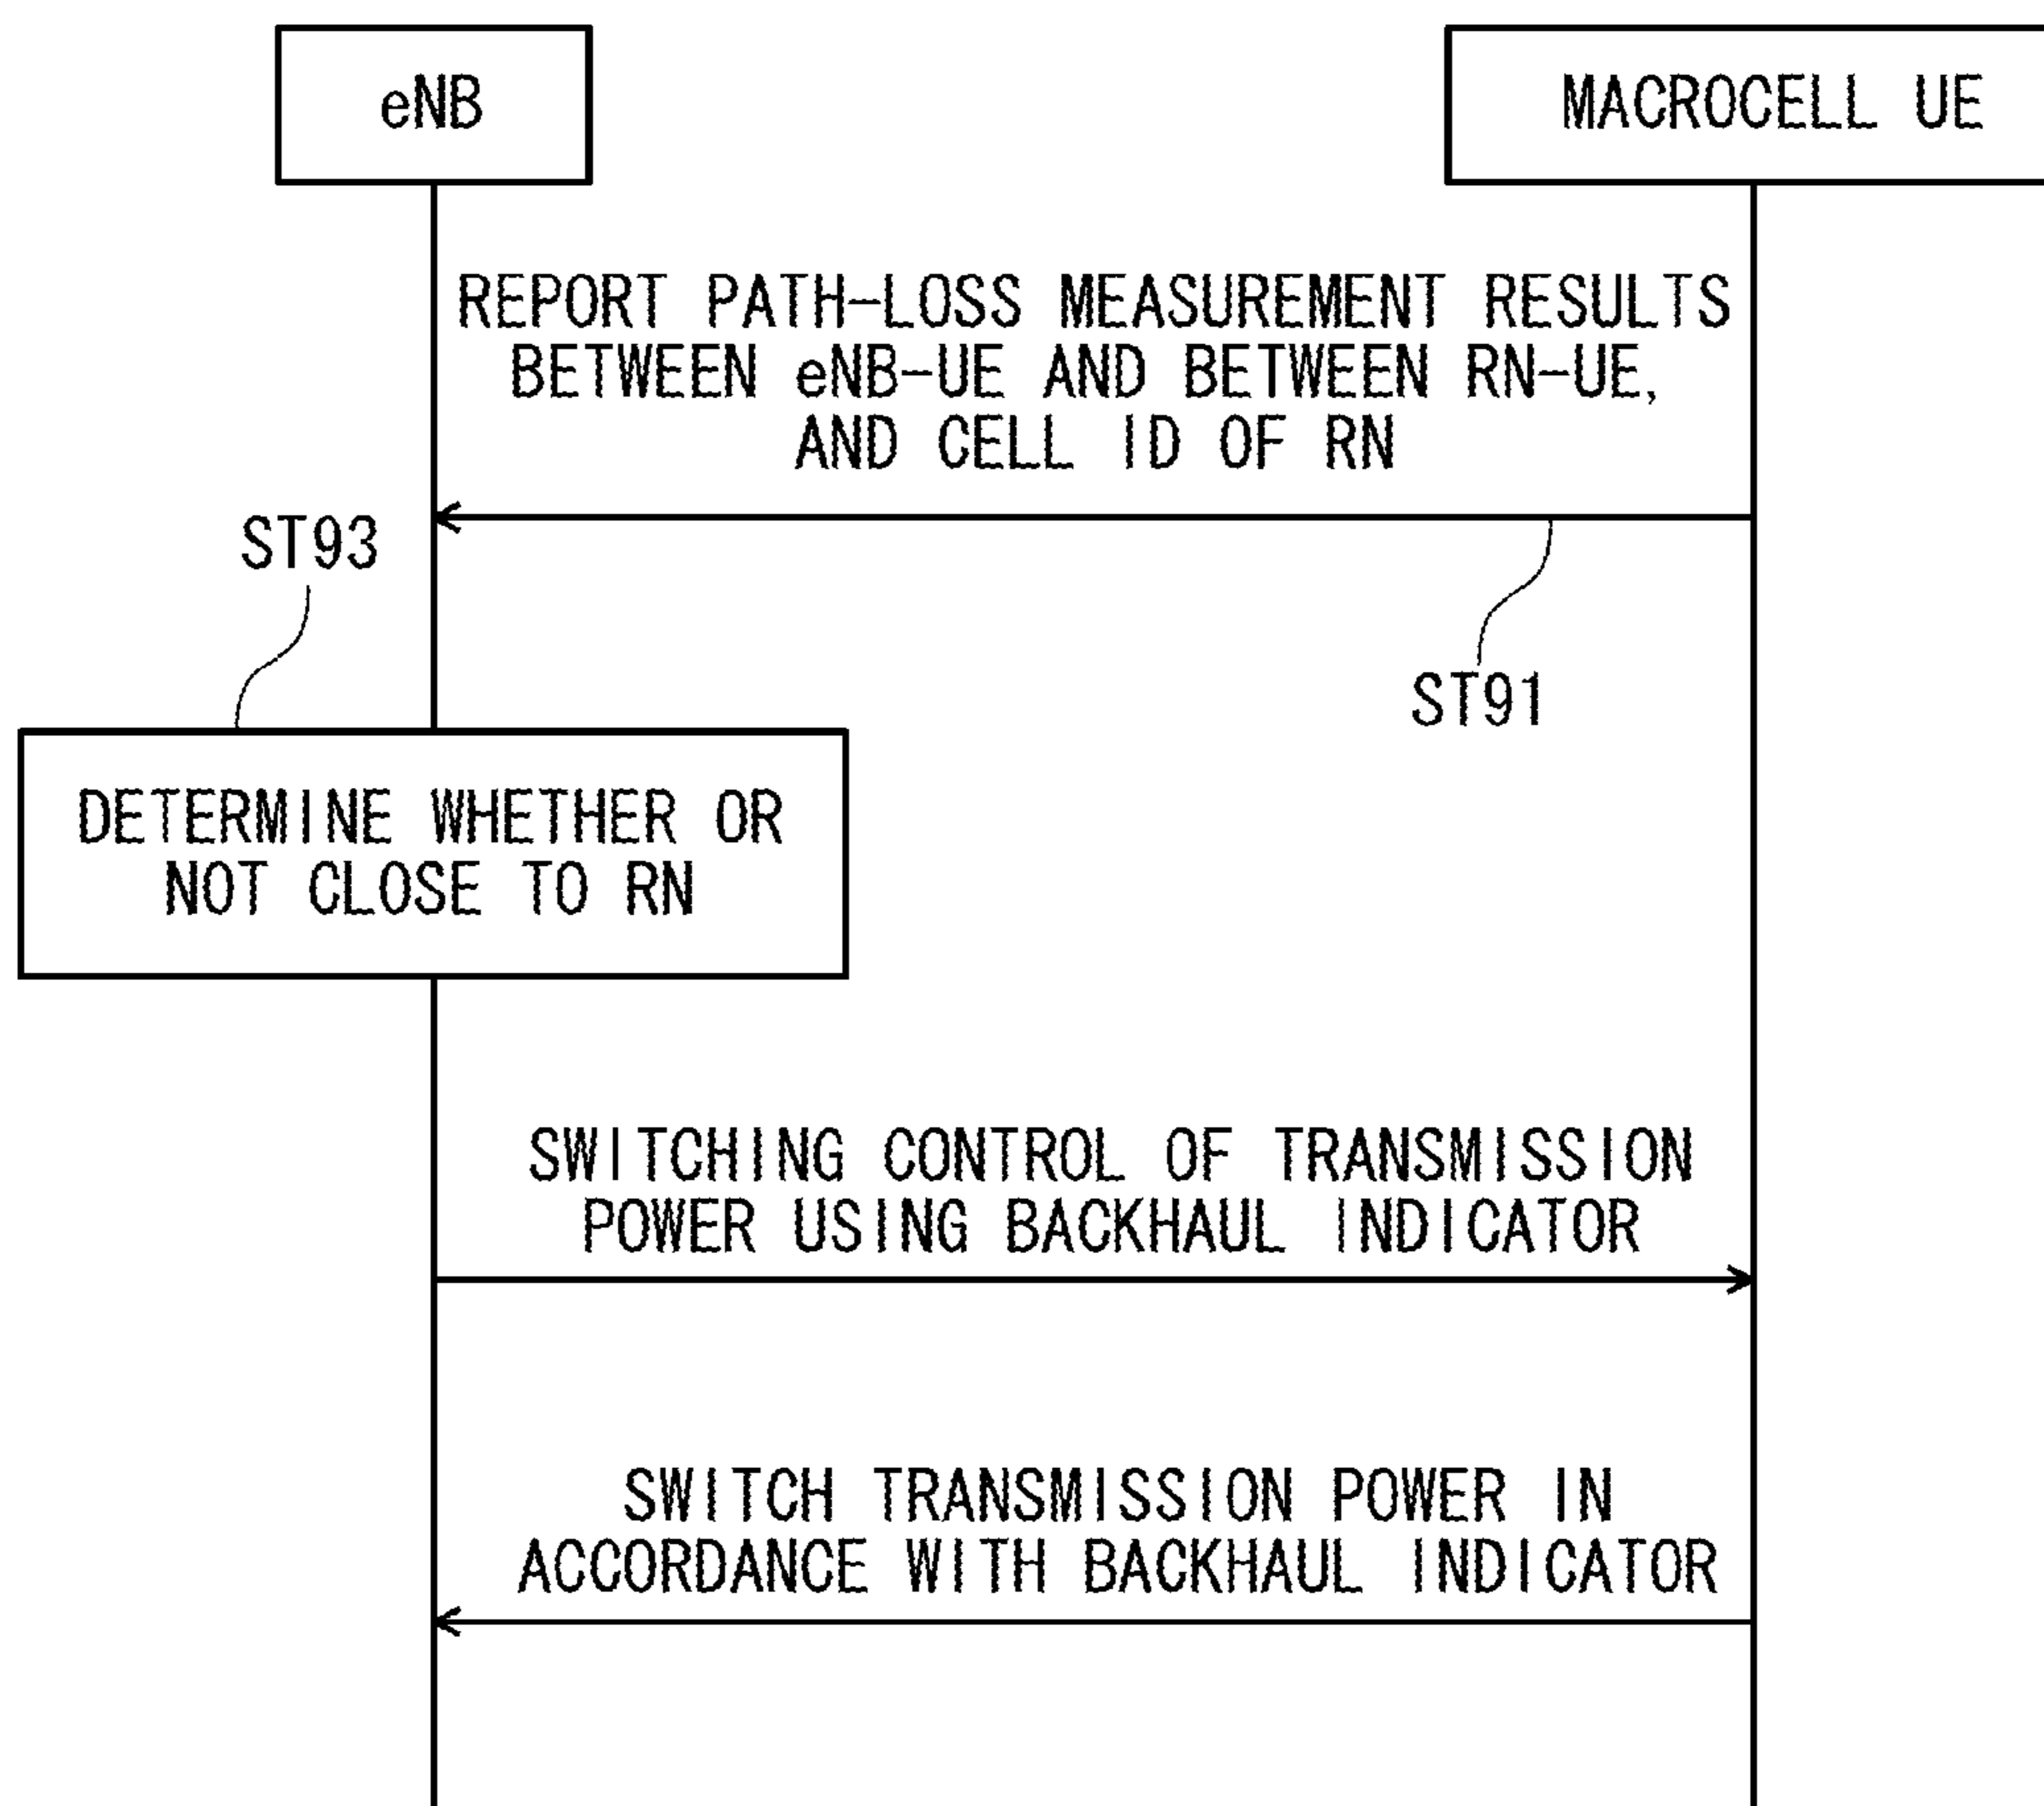 eNB
MACROCELL UE
REPORT PATH-LOSS MEASUREMENT RESULTS
BETWEEN eNB-UE AND BETWEEN RN-UE,
AND CELL ID OF RN
ST93
ST91
DETERMINE WHETHER OR
NOT CLOSE TO RN
SWITCHING CONTROL OF TRANSMISSION
POWER USING BACKHAUL INDICATOR
SWITCH TRANSMISSION POWER IN
ACCORDANCE WITH BACKHAUL INDICATOR